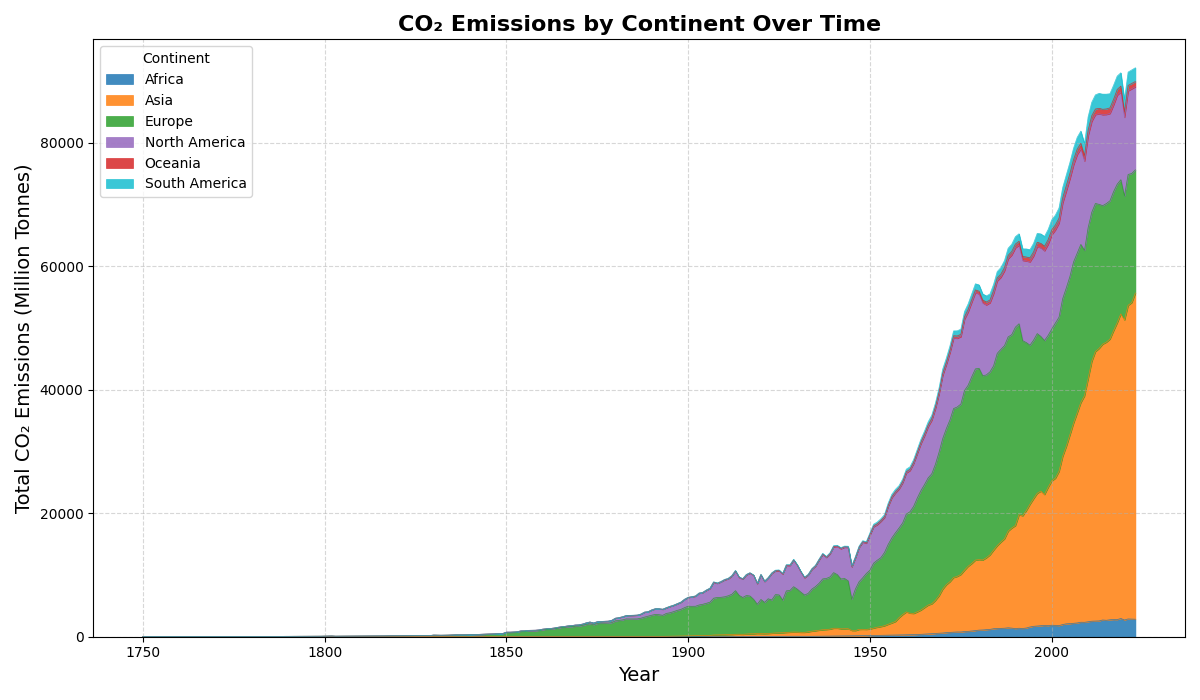 CO₂ Emissions by Continent Over Time
Continent
Africa
Asia
Europe
North America
Oceania
South America
Total CO₂ Emissions (Million Tonnes)
80000
60000
40000
20000
0
1750
1800
1850
1900
1950
2000
Year